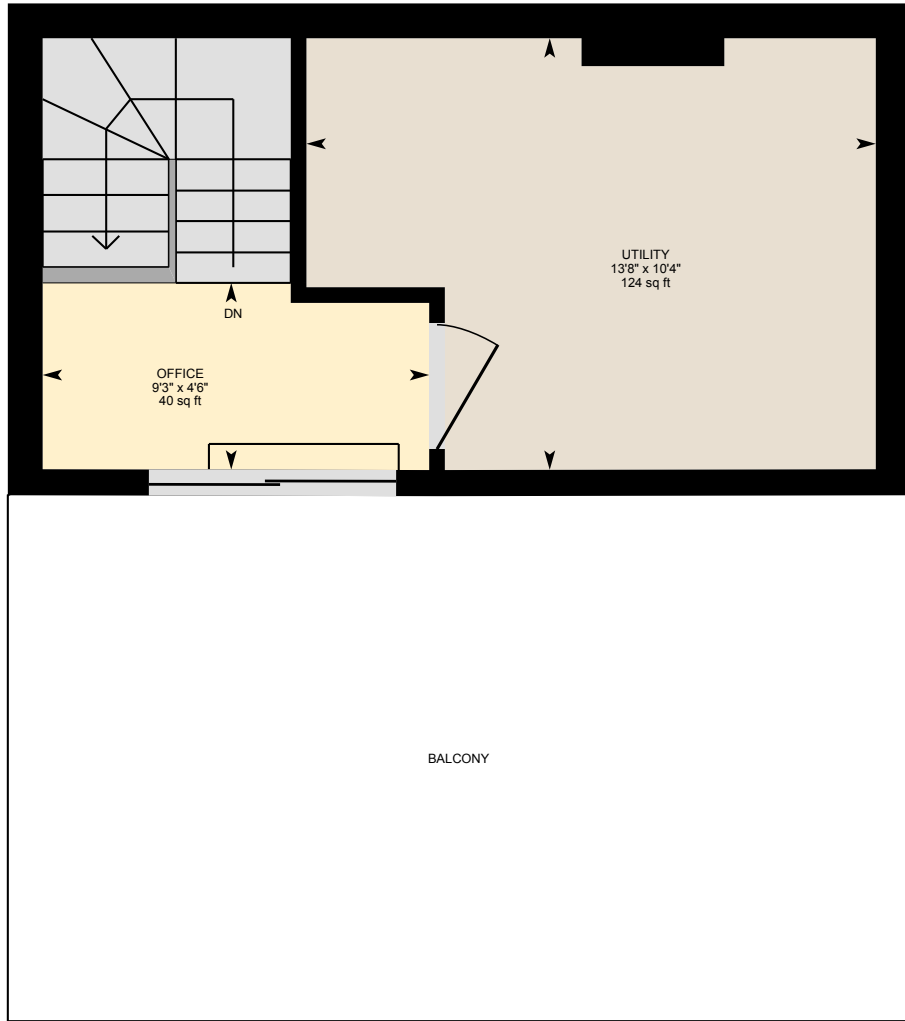 UTILITY
13'8" x 10'4"
124 sq ft
DN
OFFICE
9'3" x 4'6"
40 sq ft
BALCONY